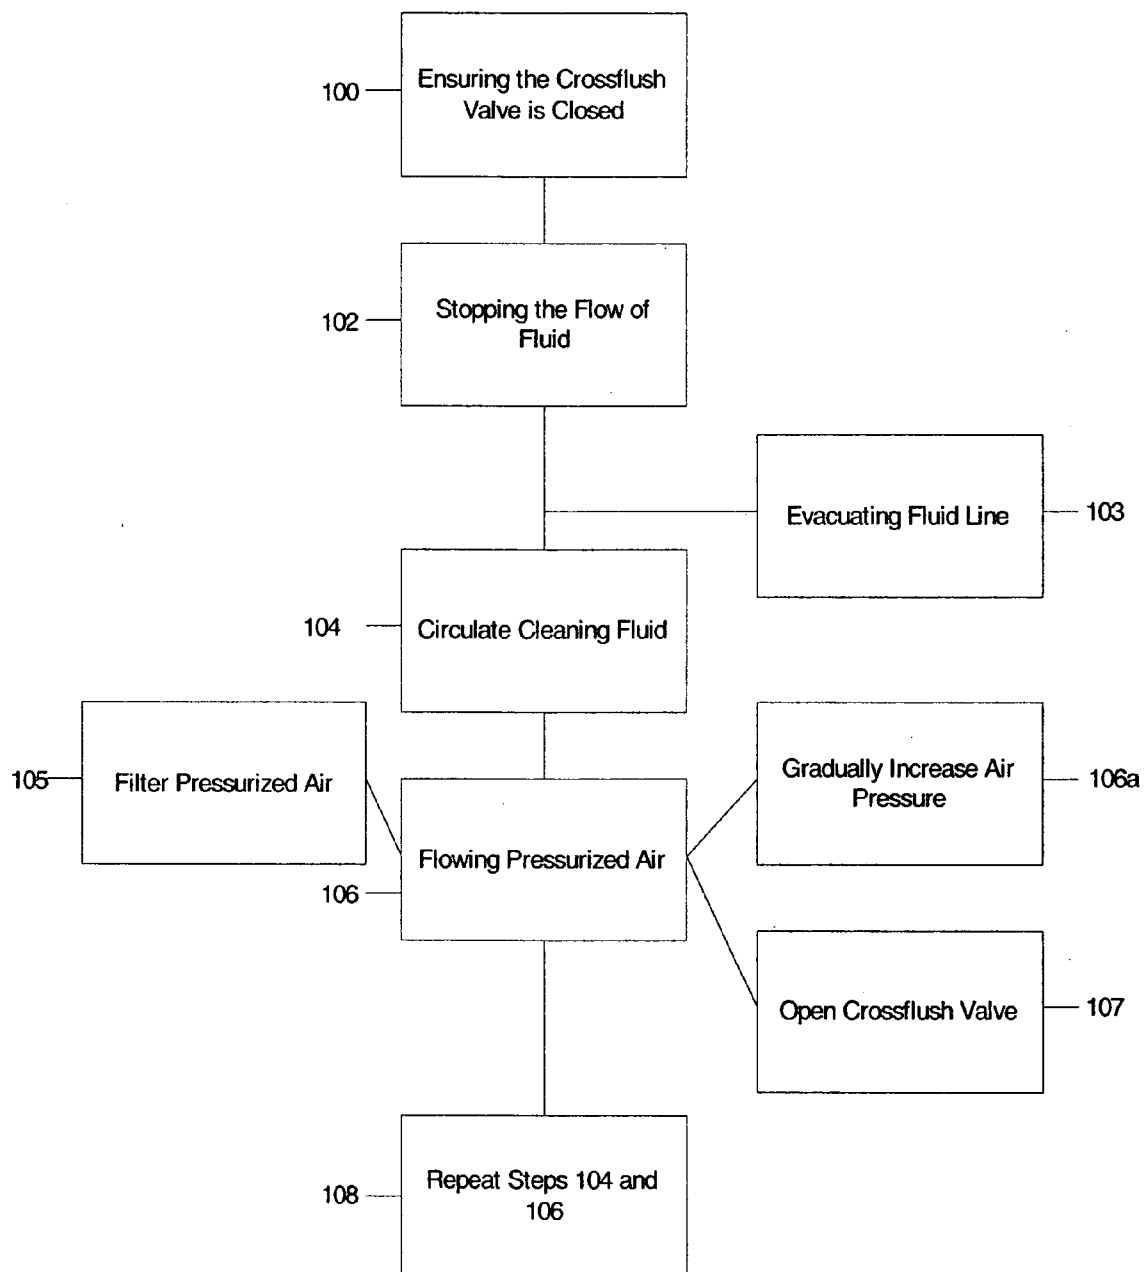 100
Ensuring the Crossflush
Valve is Closed
102
Stopping the Flow of
Fluid
Evacuating Fluid Line
103
104
Circulate Cleaning Fluid
105
Filter Pressurized Air
Gradually Increase Air
Pressure
106a
Flowing Pressurized Air
106
Open Crossflush Valve
107
108
Repeat Steps 104 and
106